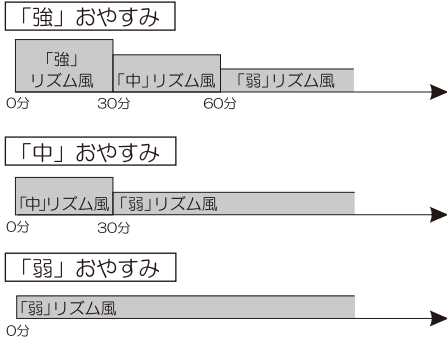 「強」おやすみ
「強」
リズム風
「中」リズム風
「弱」リズム風
0分
30分
60分
「中」おやすみ
「中」リズム風
「弱」リズム風
0分
30分
「弱」おやすみ
「弱」リズム風
0分